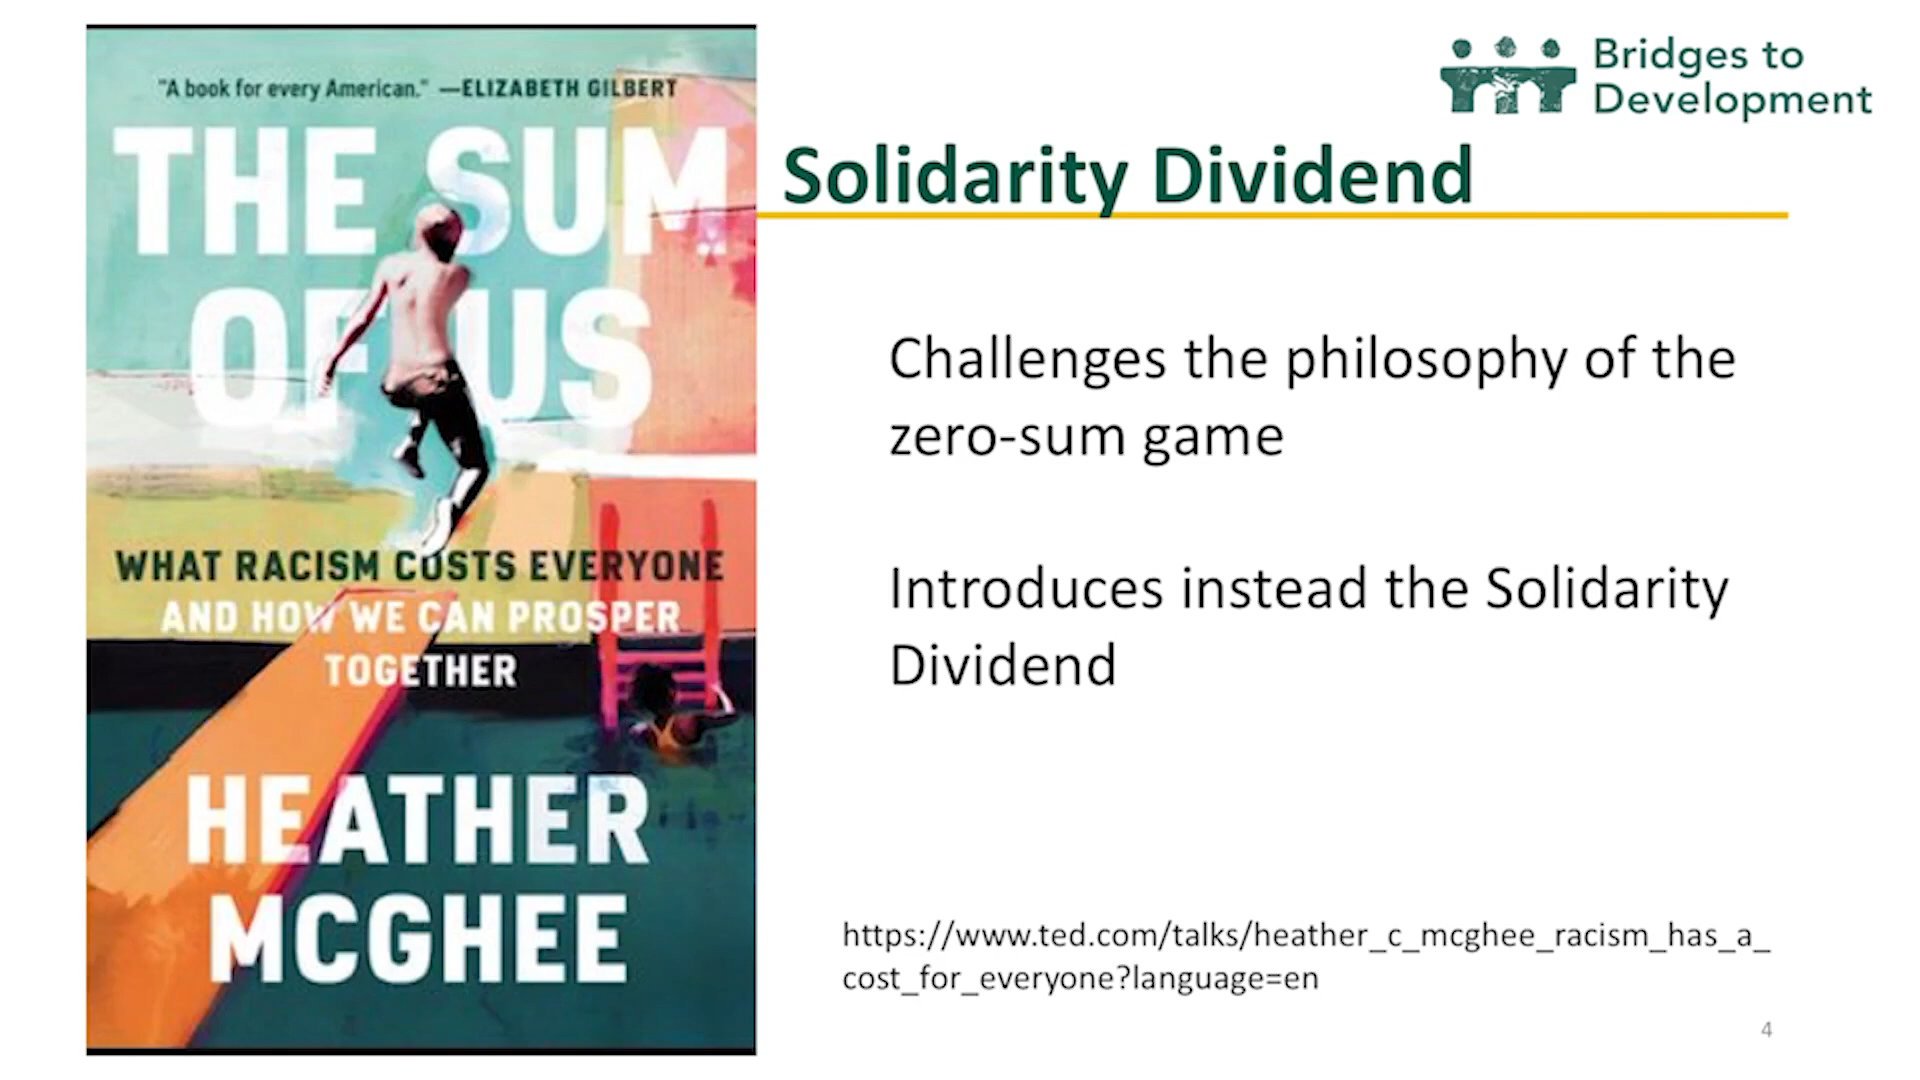 "A book for every American." —ELIZABETH GILBERT
THE SUM
OF US
WHAT RACISM COSTS EVERYONE
AND HOW WE CAN PROSPER
TOGETHER
HEATHER
MCGHEE
Bridges to
Development
Solidarity Dividend
Challenges the philosophy of the
zero-sum game
Introduces instead the Solidarity
Dividend
https://www.ted.com/talks/heather_c_mcghee_racism_has_a_
cost_for_everyone?language=en
4